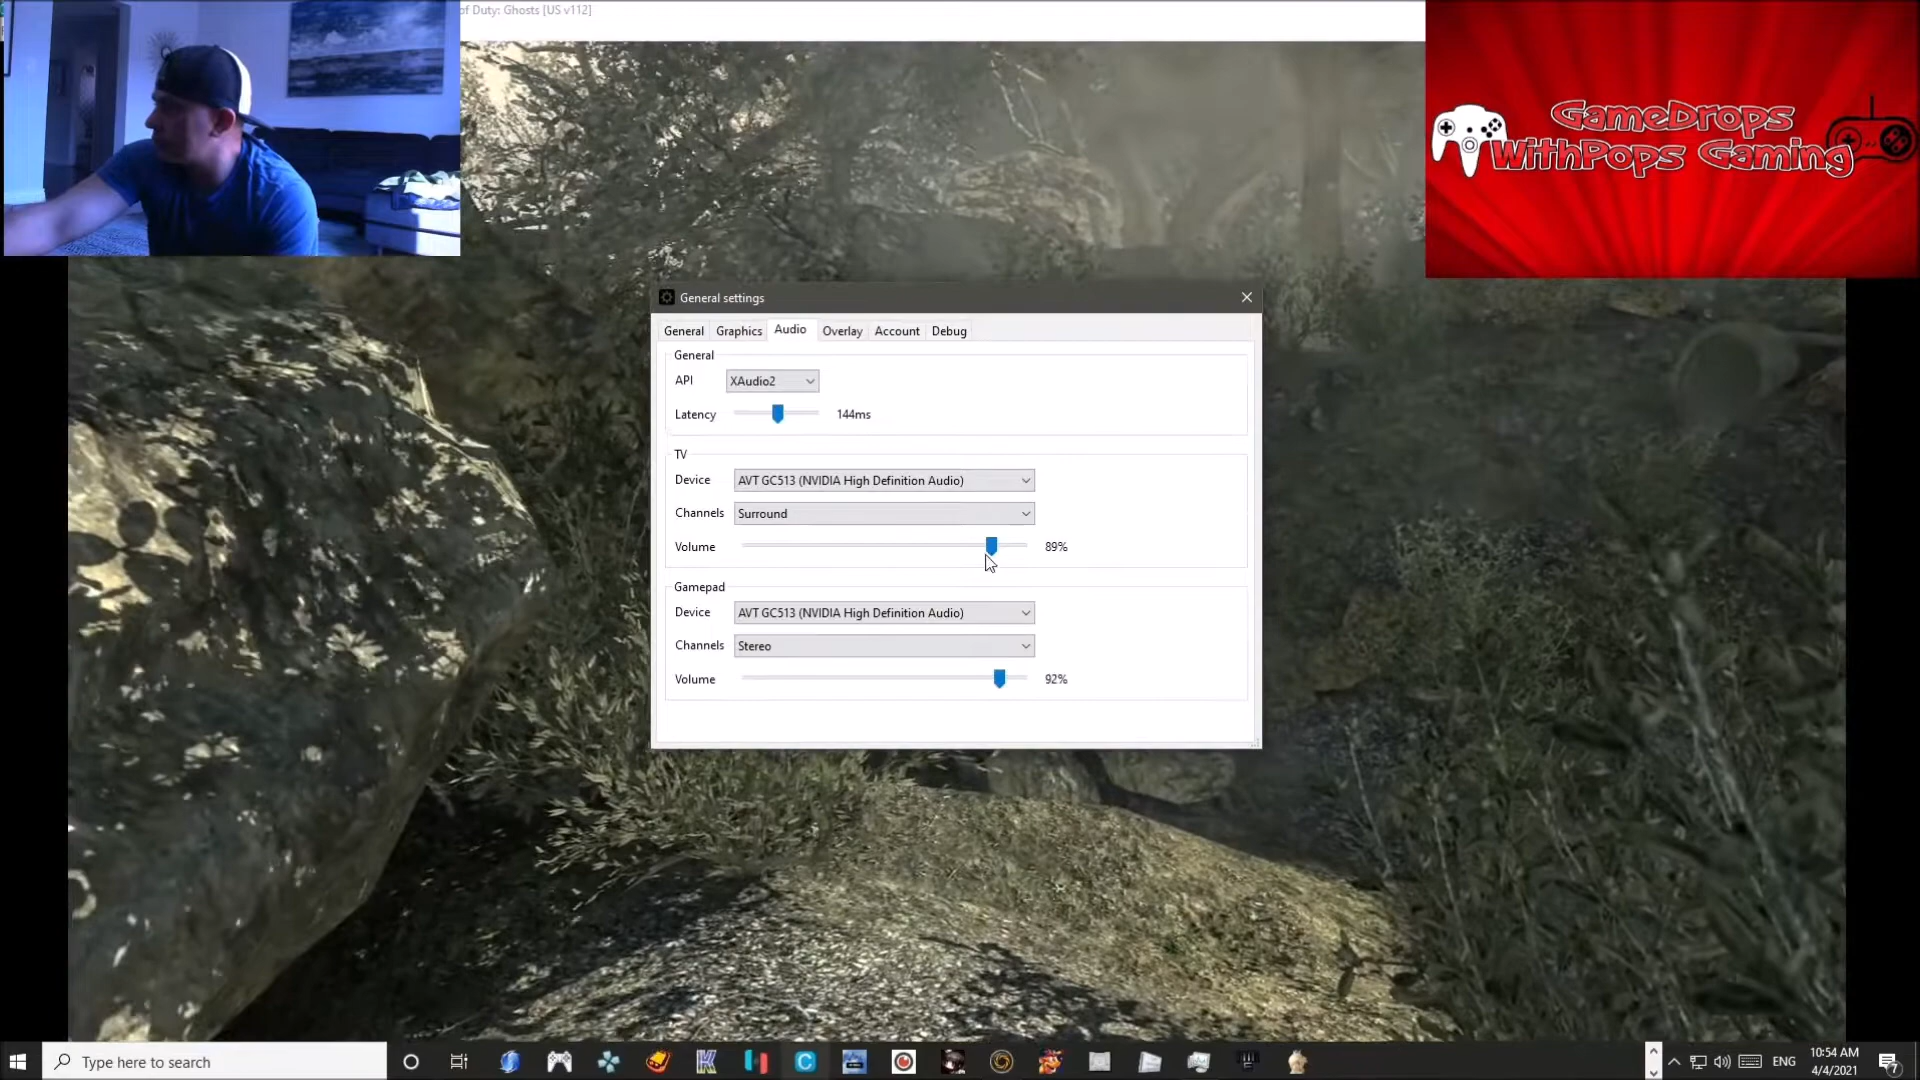 of Duty: Ghosts [US v112]
GameDrops
WithPops Gaming
General settings
General Graphics Audio Overlay Account Debug
General
API XAudio2
Latency 144ms
TV
Device AVT GC513 (NVIDIA High Definition Audio)
Channels Surround
Volume 89%
Gamepad
Device AVT GC513 (NVIDIA High Definition Audio)
Channels Stereo
Volume 92%
Type here to search
ENG
10:54 AM
4/4/2021
7